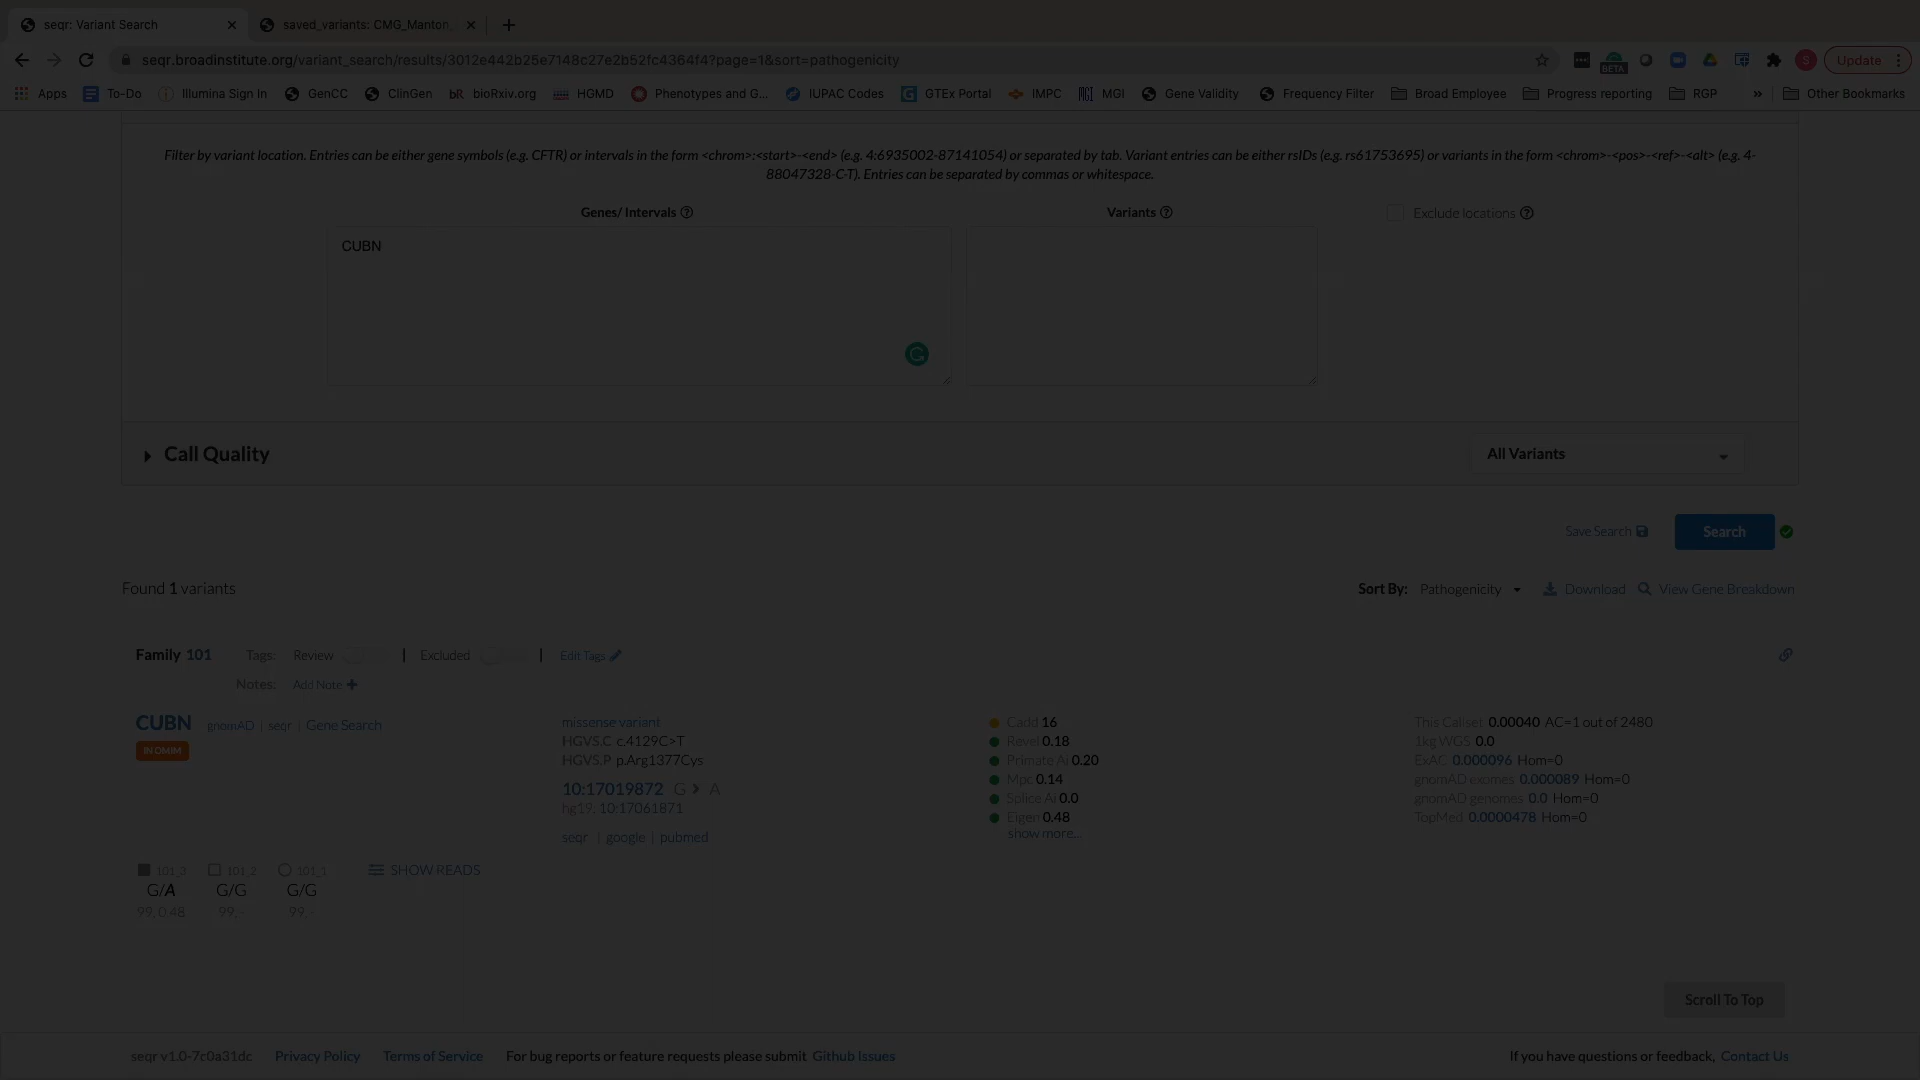 seqr: Variant Search
saved_variants: CMG_Manton_
seqr.broadinstitute.org/variant_search/results/3012e442b25e7148c27e2b52fc4364f4?page=1&sort=pathogenicity
BETA
S
Update
Apps To-Do Illumina Sign In GenCC ClinGen bioRxiv.org HGMD Phenotypes and G... IUPAC Codes GTEx Portal IMPC MGI Gene Validity Frequency Filter Broad Employee Progress reporting RGP » Other Bookmarks
Filter by variant location. Entries can be either gene symbols (e.g. CFTR) or intervals in the form <chrom>:<start>-<end> (e.g. 4:6935002-87141054) or separated by tab. Variant entries can be either rsIDs (e.g. rs61753695) or variants in the form <chrom>-<pos>-<ref>-<alt> (e.g. 4-
88047328-C-T). Entries can be separated by commas or whitespace.
Genes/ Intervals Variants Exclude locations
CUBN
Call Quality All Variants
Save Search Search
Found 1 variants Sort By: Pathogenicity Download View Gene Breakdown
Family 101 Tags: Review | Excluded | Edit Tags
Notes: Add Note +
CUBN gnomAD | seqr | Gene Search
IN OMIM
missense variant
HGVS.C c.4129C>T
HGVS.P p.Arg1377Cys
10:17019872 G > A
hg19: 10:17061871
seqr | google | pubmed
Cadd 16
Revel 0.18
Primate Ai 0.20
Mpc 0.14
Splice Ai 0.0
Eigen 0.48
show more...
This Callset 0.00040 AC=1 out of 2480
1kg WGS 0.0
ExAC 0.000096 Hom=0
gnomAD exomes 0.000089 Hom=0
gnomAD genomes 0.0 Hom=0
TopMed 0.0000478 Hom=0
101_3 101_2 101_1 SHOW READS
G/A G/G G/G
99, 0.48 99, - 99, -
Scroll To Top
seqr v1.0-7c0a31dc Privacy Policy Terms of Service For bug reports or feature requests please submit Github Issues If you have questions or feedback, Contact Us